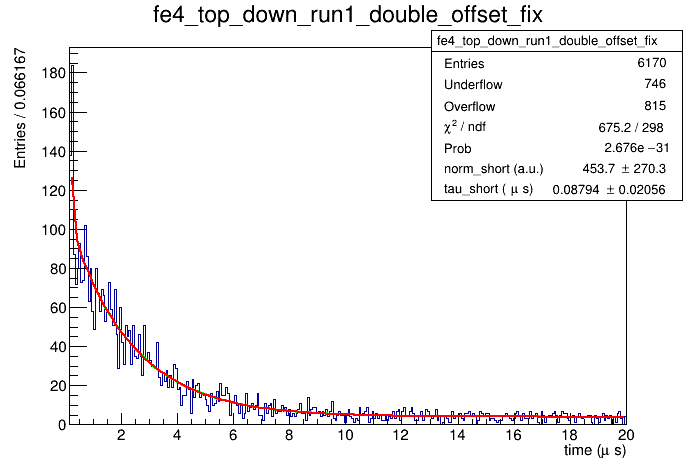 fe4_top_down_run1_double_offset_fix
fe4_top_down_run1_double_offset_fix
Entries 6170
Underflow 746
Overflow 815
χ² / ndf 675.2 / 298
Prob 2.676e −31
norm_short (a.u.) 453.7 ± 270.3
tau_short ( μ s) 0.08794 ± 0.02056
Entries / 0.066167
180
160
140
120
100
80
60
40
20
0
2 4 6 8 10 12 14 16 18 20
time (μ s)